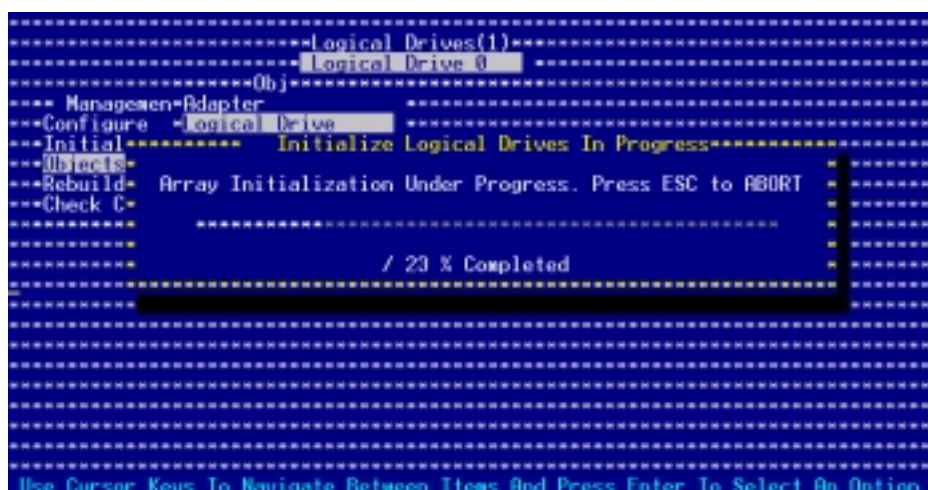 Logical Drives(1)
Logical Drive 0
Obj
Managemen Adapter
Configure Logical Drive
Initial Initialize Logical Drives In Progress
Objects
Rebuild Array Initialization Under Progress. Press ESC to ABORT
Check C
/ 23 % Completed
Use Cursor Keys To Navigate Between Items And Press Enter To Select An Option